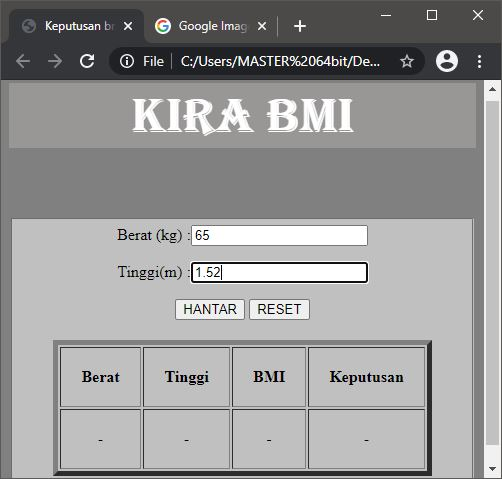 Keputusan br
Google Imag
File
C:/Users/MASTER%2064bit/De...
KIRA BMI
Berat (kg) : 65
Tinggi(m) : 1.52
HANTAR RESET
Berat Tinggi BMI Keputusan
- - - -